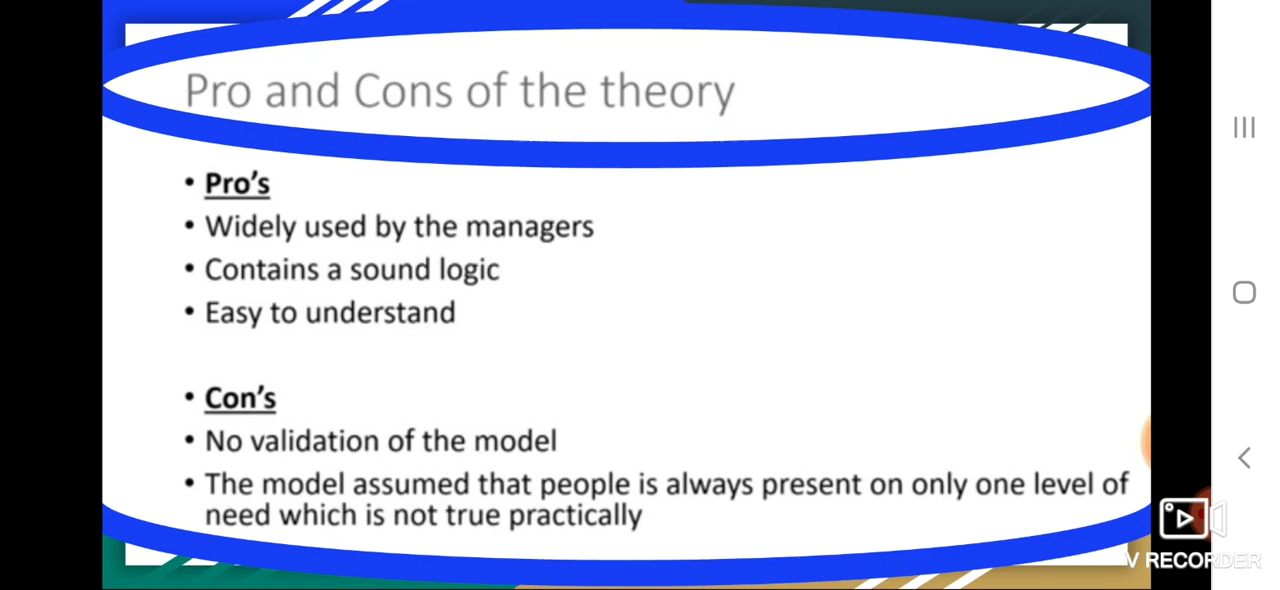 Pro and Cons of the theory
• Pro's
• Widely used by the managers
• Contains a sound logic
• Easy to understand
• Con's
• No validation of the model
• The model assumed that people is always present on only one level of
need which is not true practically
V RECORDER